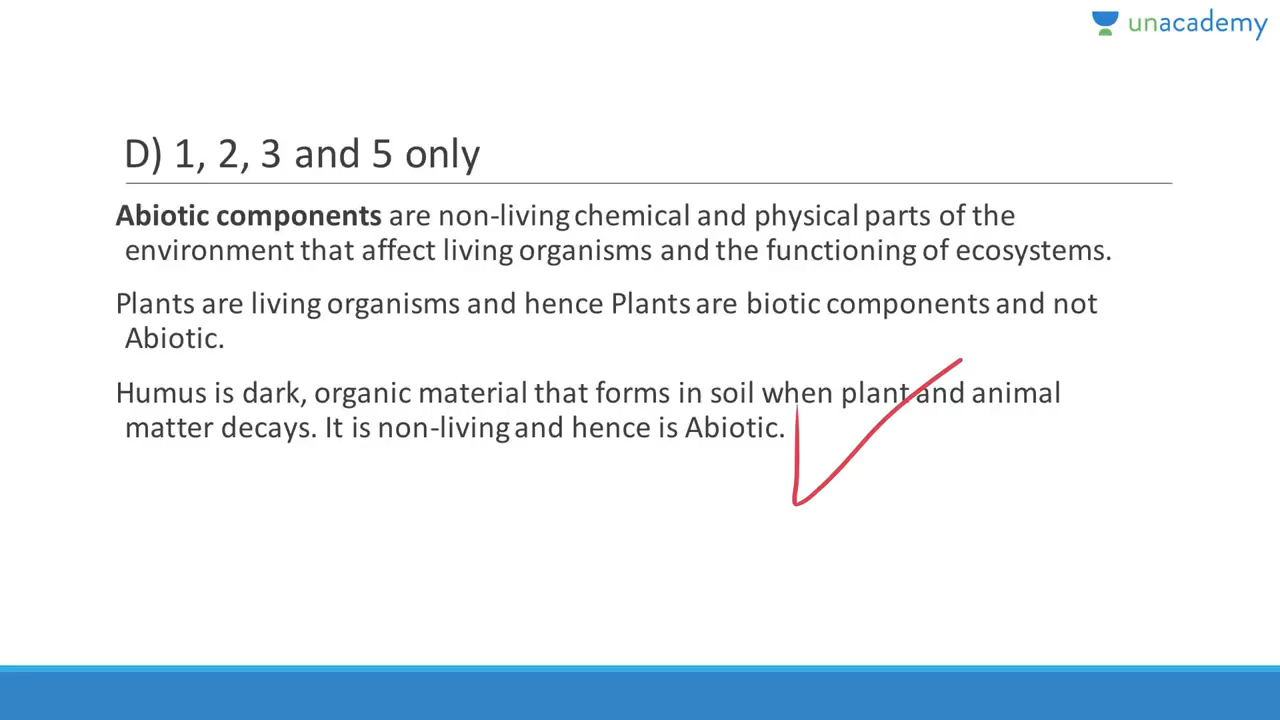 unacademy
D) 1, 2, 3 and 5 only
Abiotic components are non-living chemical and physical parts of the
environment that affect living organisms and the functioning of ecosystems.
Plants are living organisms and hence Plants are biotic components and not
Abiotic.
Humus is dark, organic material that forms in soil when plant and animal
matter decays. It is non-living and hence is Abiotic.